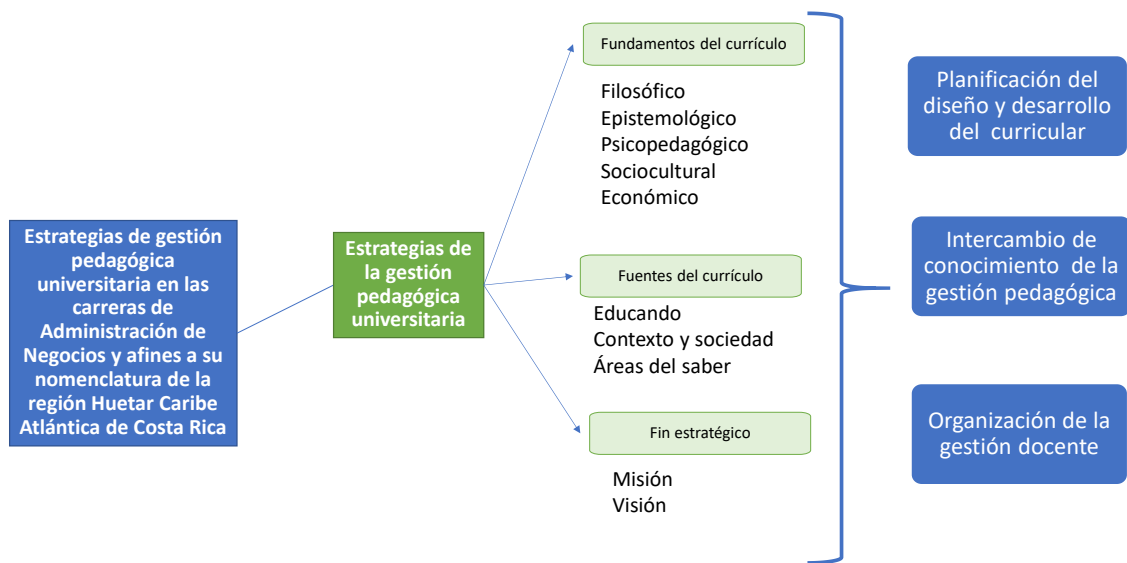 Estrategias de gestión
pedagógica
universitaria en las
carreras de
Administración de
Negocios y afines a su
nomenclatura de la
región Huetar Caribe
Atlántica de Costa Rica
Estrategias de
la gestión
pedagógica
universitaria
Fundamentos del currículo
Filosófico
Epistemológico
Psicopedagógico
Sociocultural
Económico
Fuentes del currículo
Educando
Contexto y sociedad
Áreas del saber
Fin estratégico
Misión
Visión
Planificación del
diseño y desarrollo
del curricular
Intercambio de
conocimiento de la
gestión pedagógica
Organización de la
gestión docente